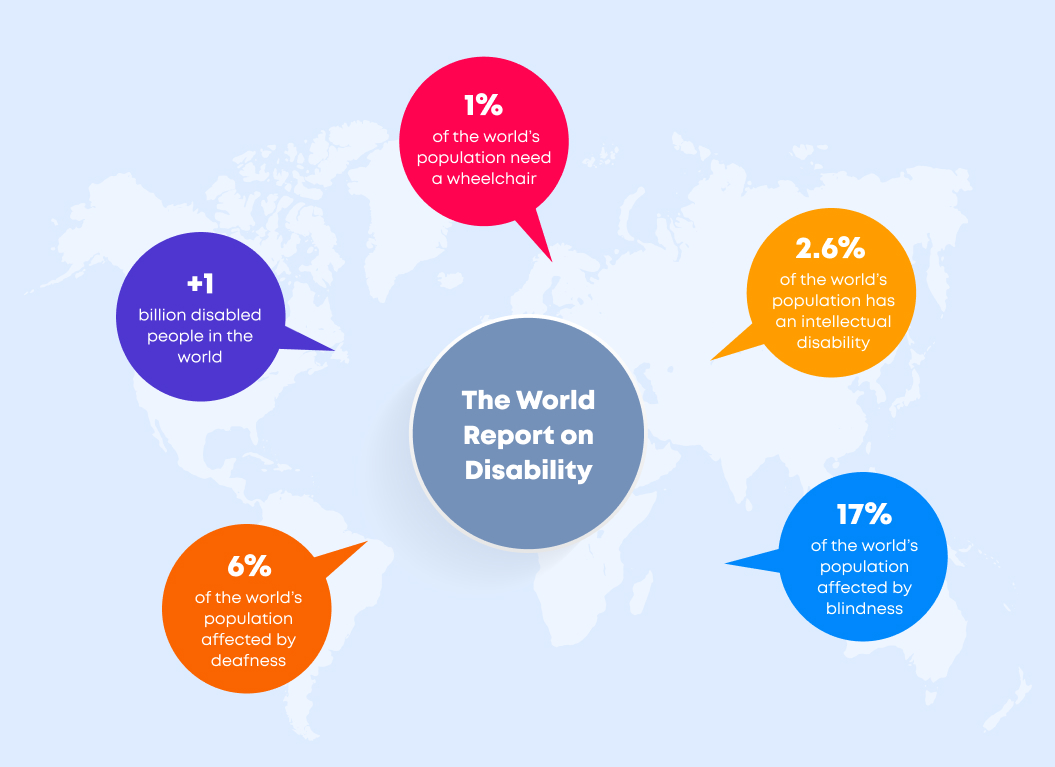 1%
of the world's
population need
a wheelchair
2.6%
of the world's
population has
an intellectual
disability
+1
billion disabled
people in the
world
The World
Report on
Disability
17%
of the world's
population
affected by
blindness
6%
of the world's
population
affected by
deafness